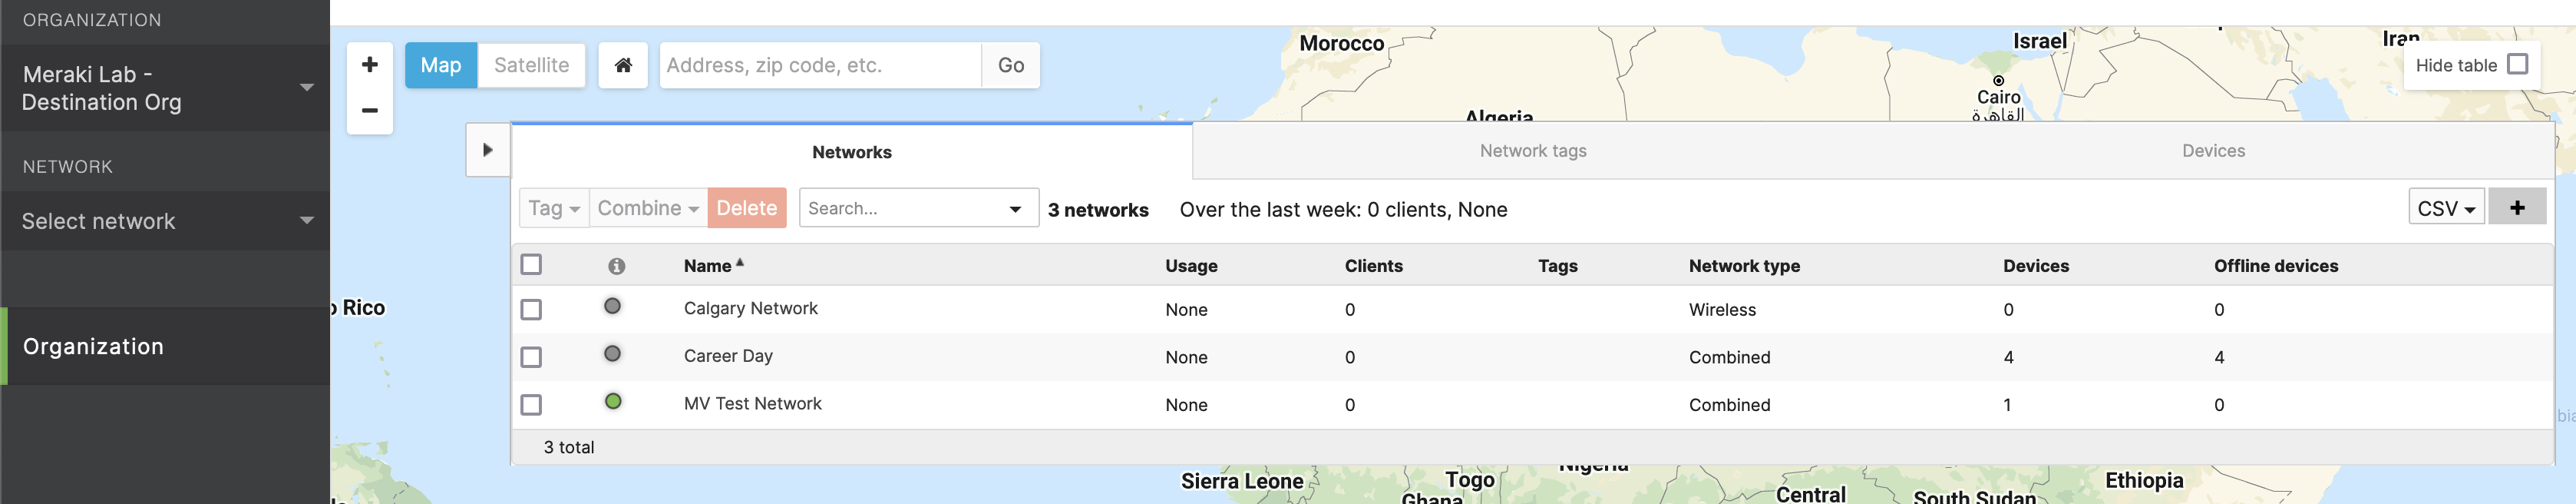 ORGANIZATION
Meraki Lab -
Destination Org
NETWORK
Select network
Organization
+
−
Map
Satellite
Address, zip code, etc.
Go
Hide table
Morocco
Algeria
Israel
Cairo
القاهرة
Iran
Networks
Network tags
Devices
Tag
Combine
Delete
Search...
3 networks
Over the last week: 0 clients, None
CSV
+
Name Usage Clients Tags Network type Devices Offline devices
Calgary Network None 0 Wireless 0 0
Career Day None 0 Combined 4 4
MV Test Network None 0 Combined 1 0
3 total
o Rico
Sierra Leone
Togo
Ghana
Nigeria
Central
South Sudan
Ethiopia